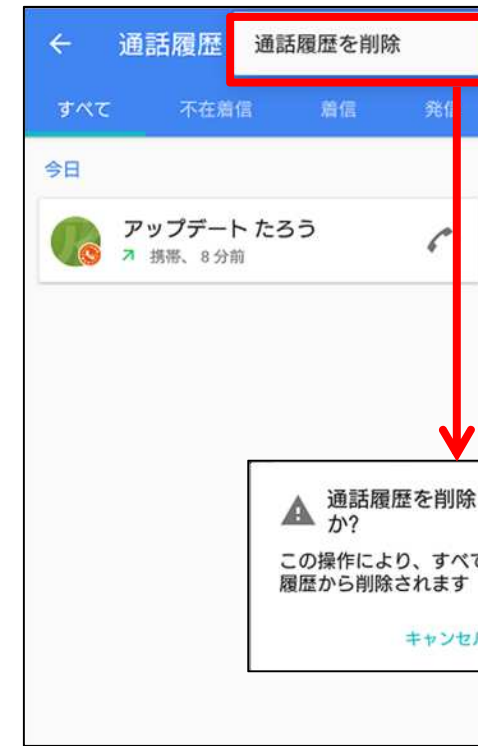 通話履歴
通話履歴を削除
すべて
不在着信
着信
発信
今日
アップデート たろう
携帯、 8 分前
通話履歴を削除
か?
この操作により、すべて
履歴から削除されます
キャンセル